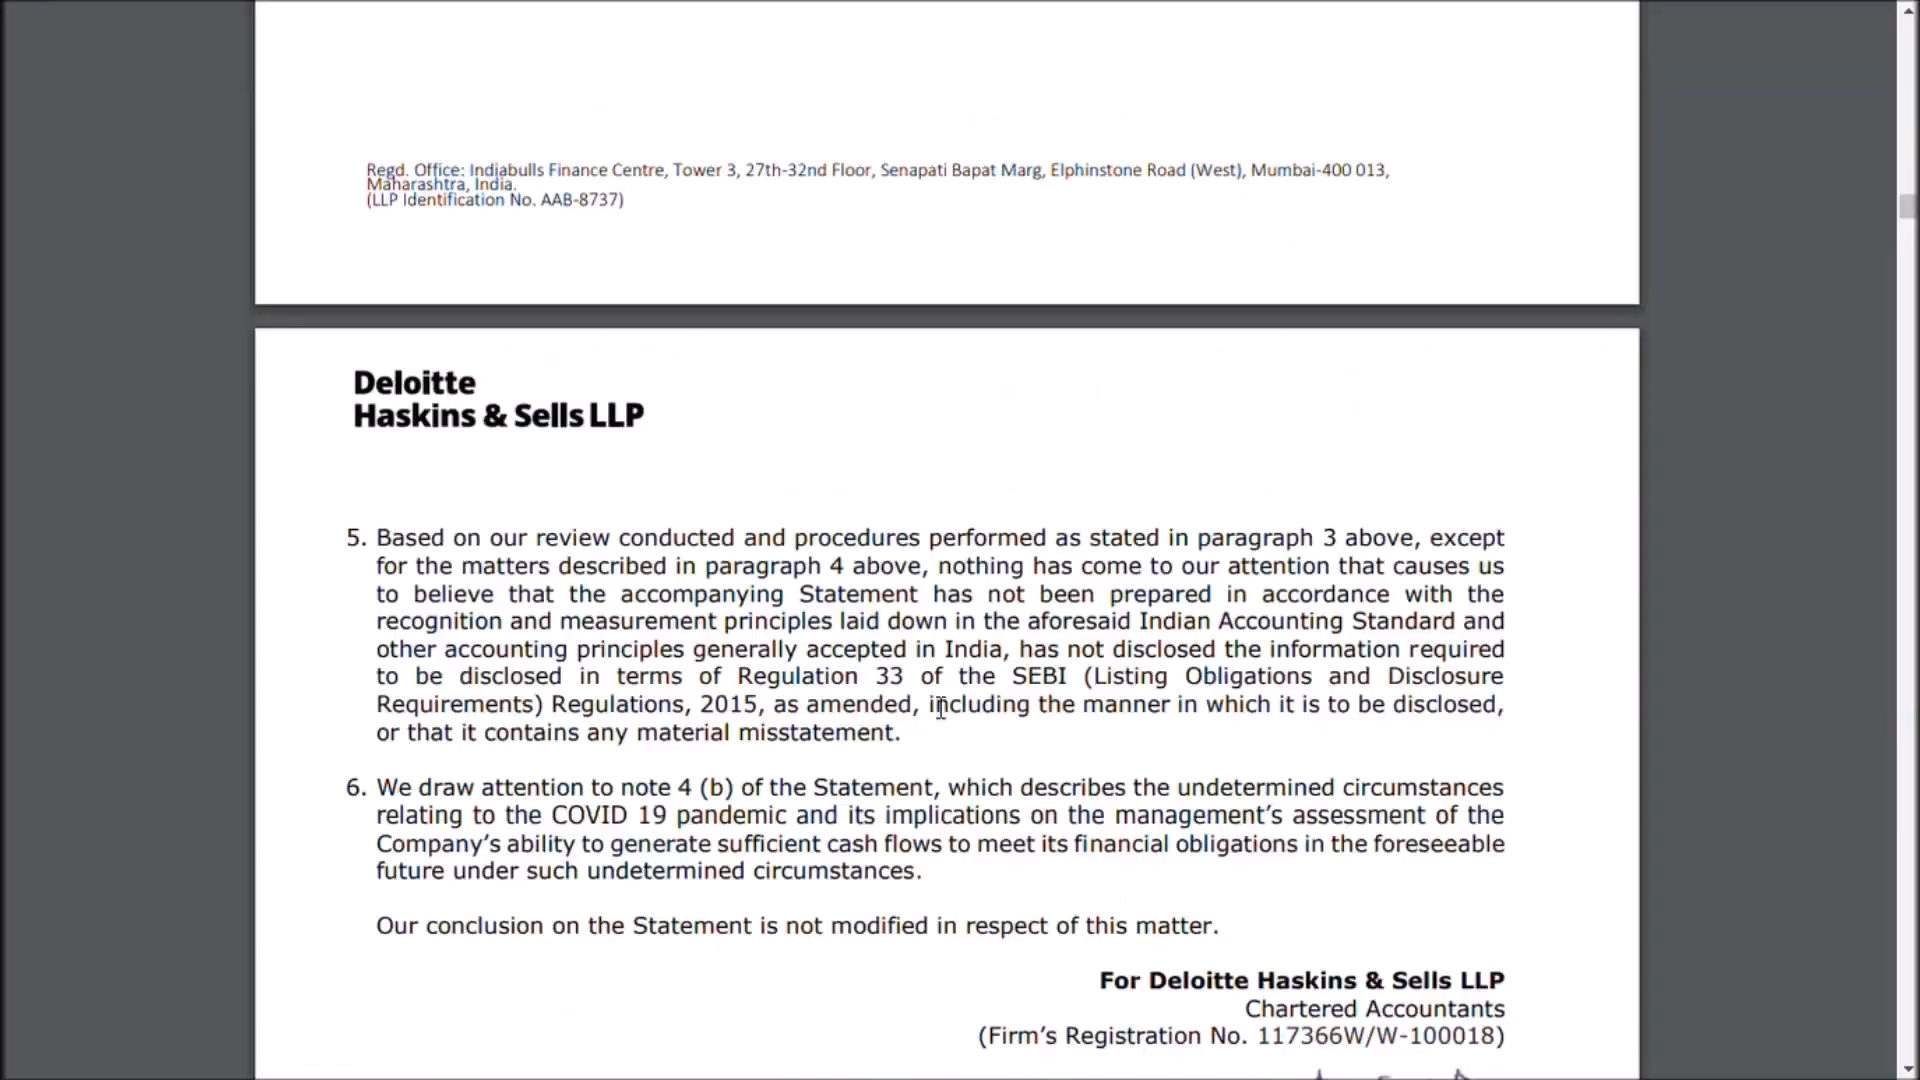 Regd. Office: Indiabulls Finance Centre, Tower 3, 27th-32nd Floor, Senapati Bapat Marg, Elphinstone Road (West), Mumbai-400 013,
Maharashtra, India.
(LLP Identification No. AAB-8737)
Deloitte
Haskins & Sells LLP
5. Based on our review conducted and procedures performed as stated in paragraph 3 above, except
for the matters described in paragraph 4 above, nothing has come to our attention that causes us
to believe that the accompanying Statement has not been prepared in accordance with the
recognition and measurement principles laid down in the aforesaid Indian Accounting Standard and
other accounting principles generally accepted in India, has not disclosed the information required
to be disclosed in terms of Regulation 33 of the SEBI (Listing Obligations and Disclosure
Requirements) Regulations, 2015, as amended, including the manner in which it is to be disclosed,
or that it contains any material misstatement.
6. We draw attention to note 4 (b) of the Statement, which describes the undetermined circumstances
relating to the COVID 19 pandemic and its implications on the management’s assessment of the
Company’s ability to generate sufficient cash flows to meet its financial obligations in the foreseeable
future under such undetermined circumstances.
Our conclusion on the Statement is not modified in respect of this matter.
For Deloitte Haskins & Sells LLP
Chartered Accountants
(Firm’s Registration No. 117366W/W-100018)